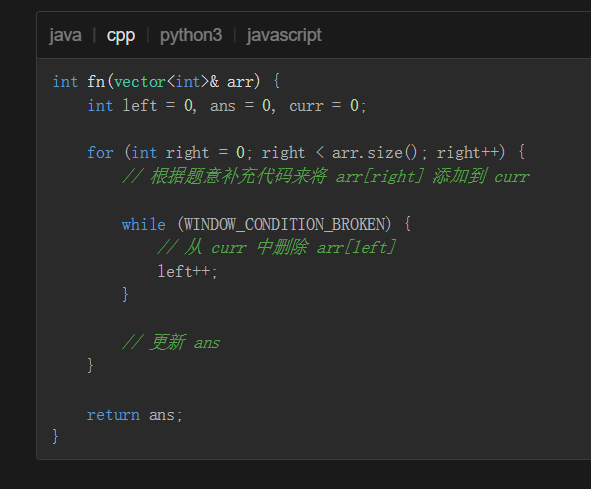 java | cpp | python3 | javascript
int fn(vector<int>& arr) {
    int left = 0, ans = 0, curr = 0;
    for (int right = 0; right < arr.size(); right++) {
        // 根据题意补充代码来将 arr[right] 添加到 curr
        while (WINDOW_CONDITION_BROKEN) {
            // 从 curr 中删除 arr[left]
            left++;
        }
        // 更新 ans
    }
    return ans;
}